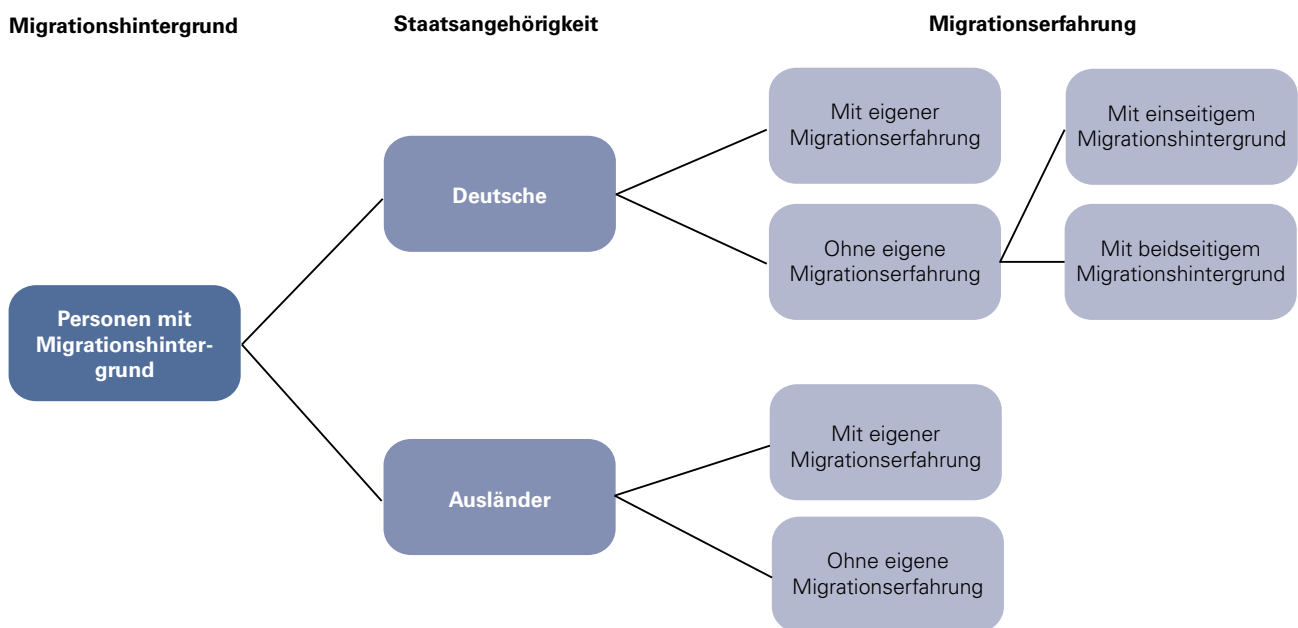 Migrationshintergrund
Staatsangehörigkeit
Migrationserfahrung
Personen mit
Migrationshinter-
grund
Deutsche
Mit eigener
Migrationserfahrung
Ohne eigene
Migrationserfahrung
Mit einseitigem
Migrationshintergrund
Mit beidseitigem
Migrationshintergrund
Ausländer
Mit eigener
Migrationserfahrung
Ohne eigene
Migrationserfahrung